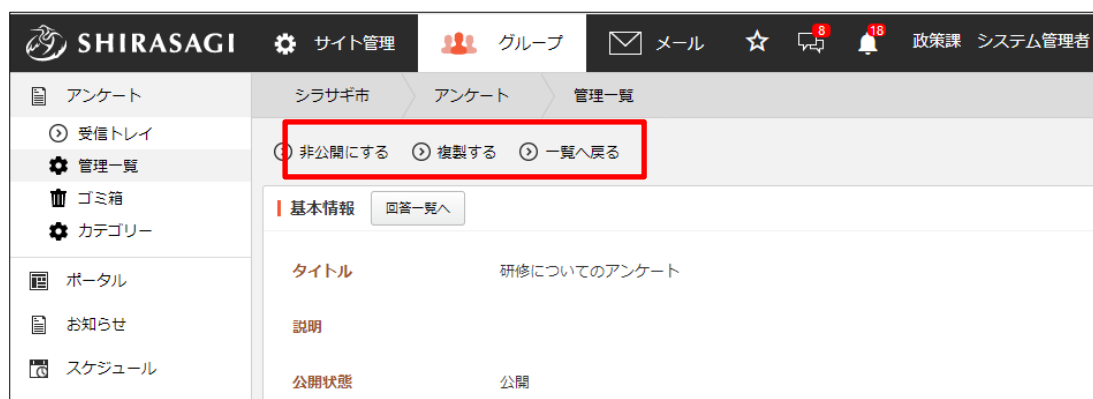 SHIRASAGI サイト管理 グループ メール 8 18 政策課 システム管理者
アンケート
受信トレイ
管理一覧
ゴミ箱
カテゴリー
ポータル
お知らせ
スケジュール
シラサギ市 アンケート 管理一覧
非公開にする 複製する 一覧へ戻る
基本情報 回答一覧へ
タイトル 研修についてのアンケート
説明
公開状態 公開